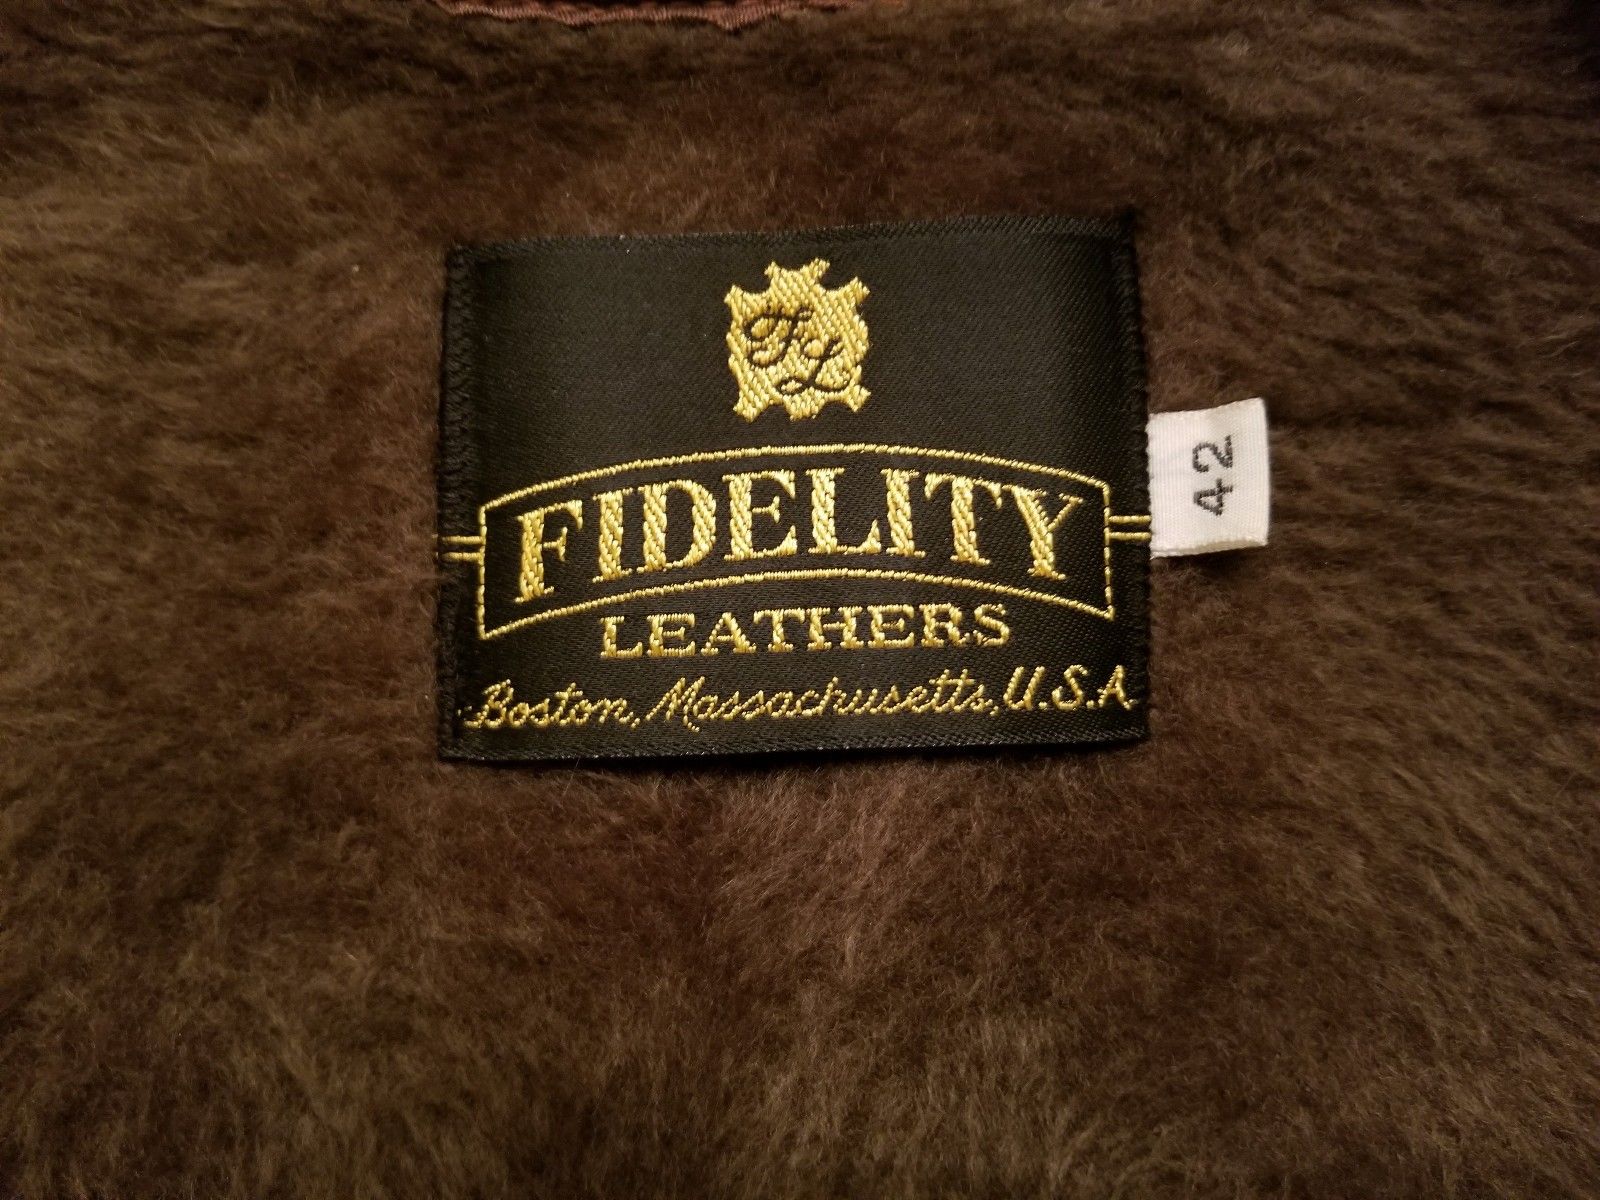 FL
FIDELITY
LEATHERS
Boston, Massachusetts, U.S.A
42